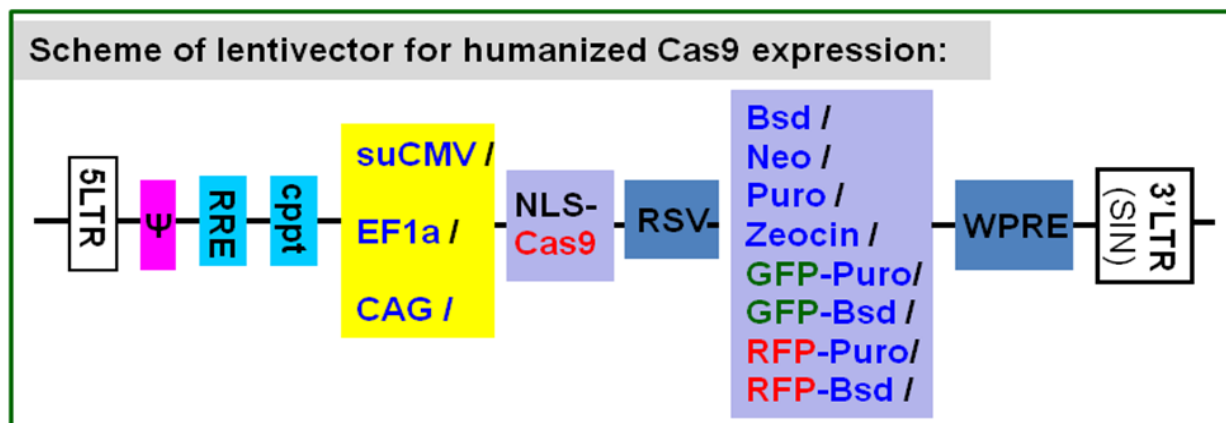 Scheme of lentivector for humanized Cas9 expression:
5LTR
Ψ
RRE
cppt
suCMV /
EF1a /
CAG /
NLS-
Cas9
RSV
Bsd /
Neo /
Puro /
Zeocin /
GFP-Puro/
GFP-Bsd /
RFP-Puro/
RFP-Bsd /
WPRE
3'LTR
(SIN)